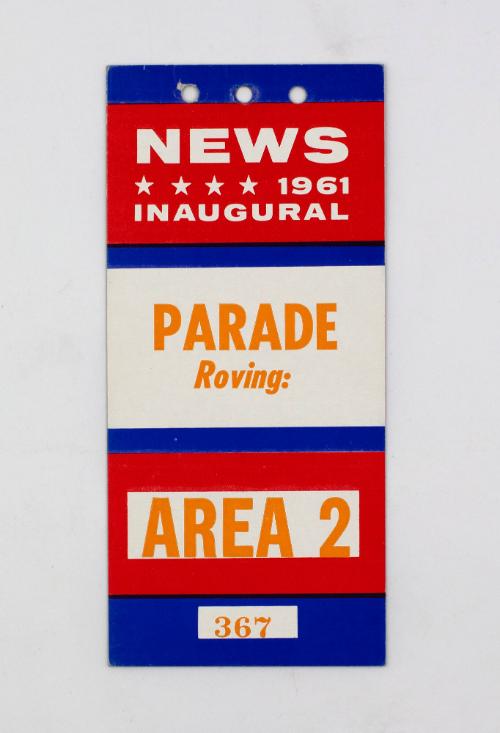 NEWS
★ ★ ★ ★ 1961
INAUGURAL
PARADE
Roving:
AREA 2
367